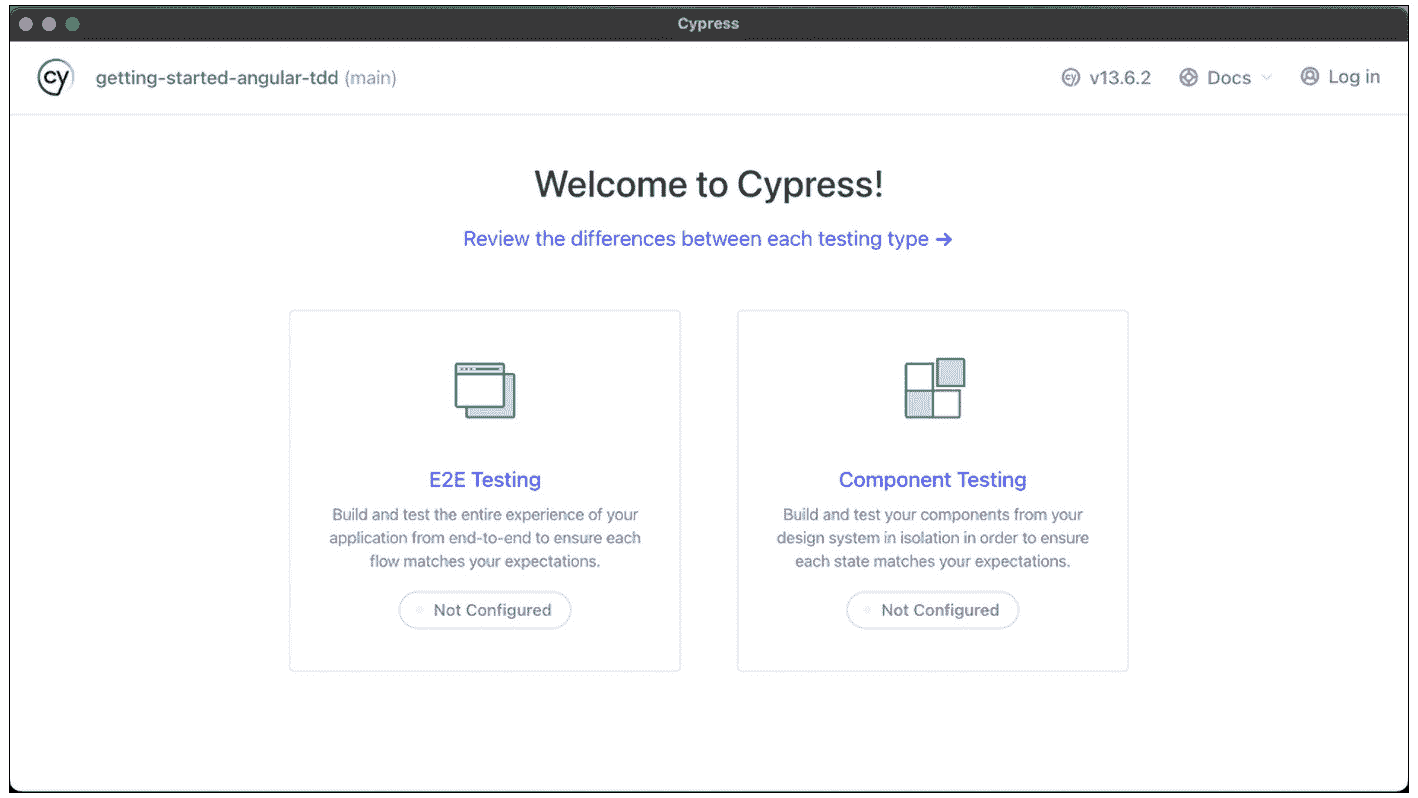 Cypress
cy getting-started-angular-tdd (main) cy v13.6.2 Docs Log in
Welcome to Cypress!
Review the differences between each testing type →
E2E Testing
Build and test the entire experience of your
application from end-to-end to ensure each
flow matches your expectations.
Not Configured
Component Testing
Build and test your components from your
design system in isolation in order to ensure
each state matches your expectations.
Not Configured